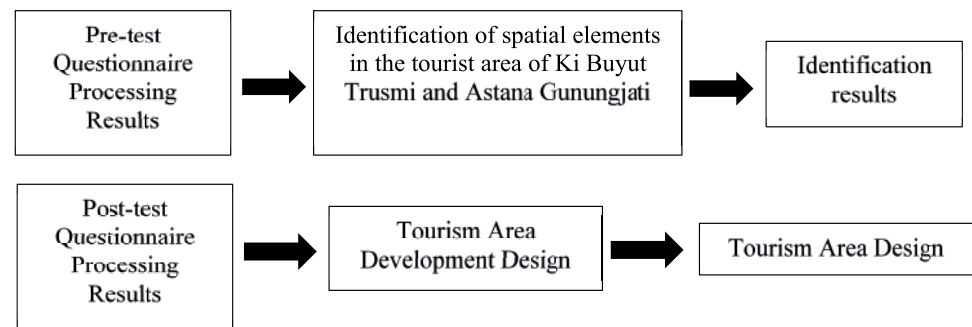 Pre-test
Questionnaire
Processing
Results
Identification of spatial elements
in the tourist area of Ki Buyut
Trusmi and Astana Gunungjati
Identification
results
Post-test
Questionnaire
Processing
Results
Tourism Area
Development Design
Tourism Area Design